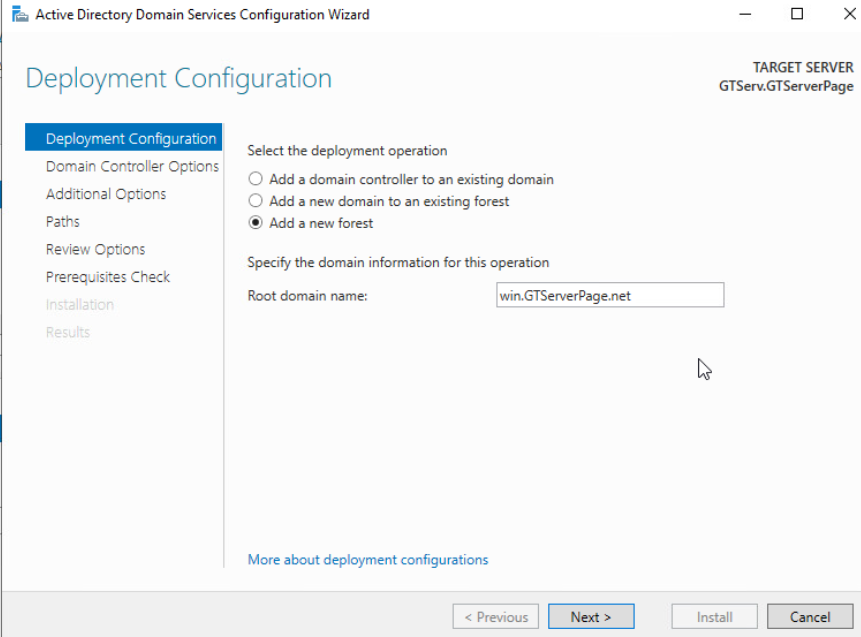 Active Directory Domain Services Configuration Wizard
Deployment Configuration
TARGET SERVER
GTServ.GTServerPage
Deployment Configuration
Domain Controller Options
Additional Options
Paths
Review Options
Prerequisites Check
Installation
Results
Select the deployment operation
Add a domain controller to an existing domain
Add a new domain to an existing forest
Add a new forest
Specify the domain information for this operation
Root domain name: win.GTServerPage.net
More about deployment configurations
< Previous Next > Install Cancel